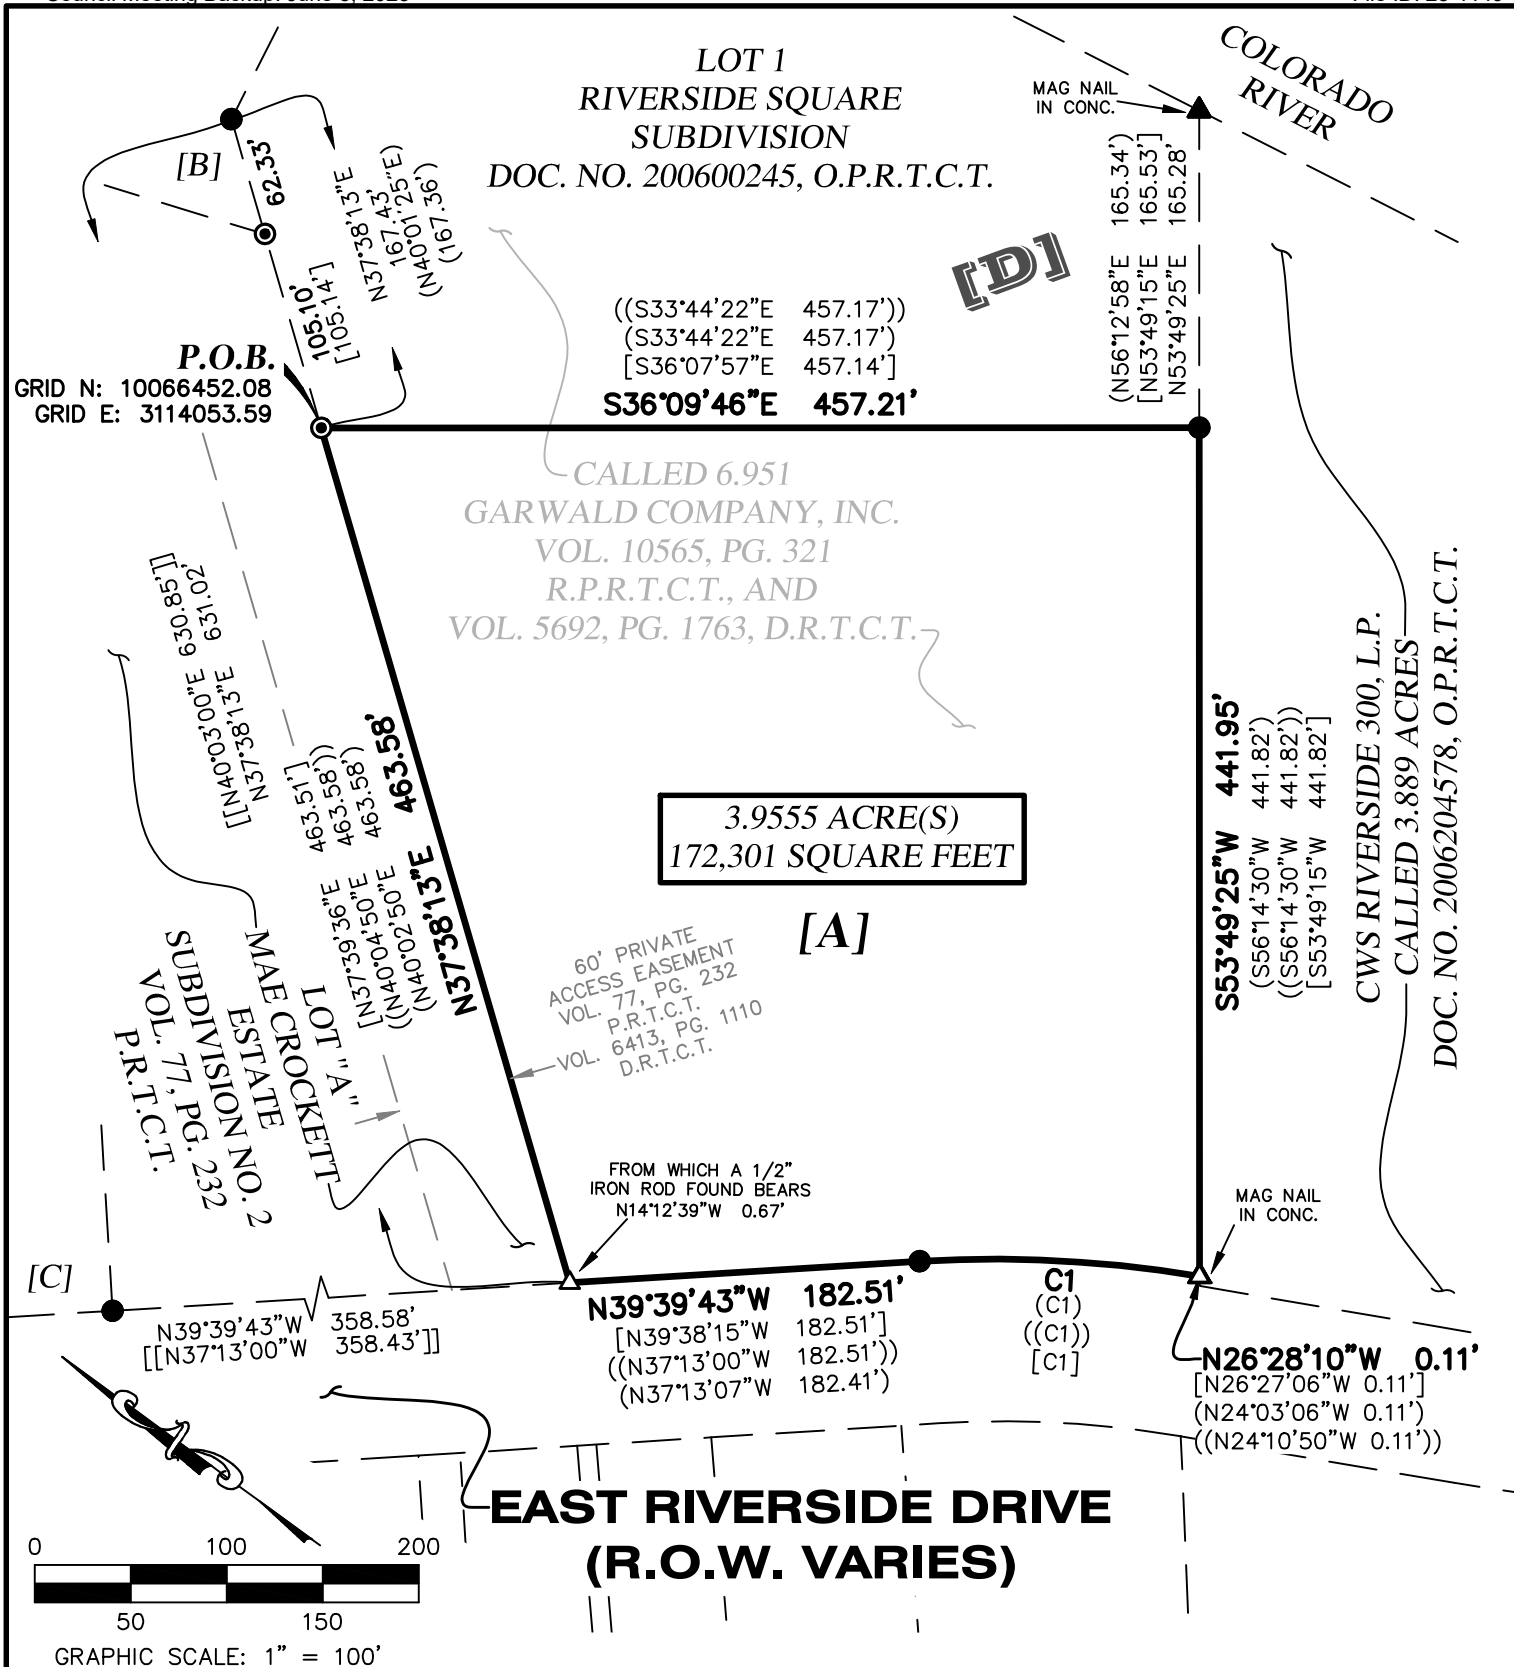 LOT 1
RIVERSIDE SQUARE
SUBDIVISION
DOC. NO. 200600245, O.P.R.T.C.T.
MAG NAIL
IN CONC.
COLORADO
RIVER
[B]
62.33'
N37°38'13"E
167.43'
(N40°01'25"E)
(167.36')
105.10'
[105.14']
(N56°12'58"E 165.34')
[N53°49'15"E 165.53']
N53°49'25"E 165.28'
[D]
((S33°44'22"E 457.17'))
(S33°44'22"E 457.17')
[S36°07'57"E 457.14']
S36°09'46"E 457.21'
P.O.B.
GRID N: 10066452.08
GRID E: 3114053.59
CALLED 6.951
GARWALD COMPANY, INC.
VOL. 10565, PG. 321
R.P.R.T.C.T., AND
VOL. 5692, PG. 1763, D.R.T.C.T.
[[N40°03'00"E 630.85']]
N37°38'13"E 631.02'
[N37°39'36"E 463.51']
((N40°04'50"E 463.58'))
(N40°02'50"E 463.58')
N37°38'13"E 463.58'
3.9555 ACRE(S)
172,301 SQUARE FEET
[A]
S53°49'25"W 441.95'
(S56°14'30"W 441.82')
((S56°14'30"W 441.82'))
[S53°49'15"W 441.82']
CWS RIVERSIDE 300, L.P.
CALLED 3.889 ACRES
DOC. NO. 2006204578, O.P.R.T.C.T.
60' PRIVATE
ACCESS EASEMENT
VOL. 77, PG. 232
P.R.T.C.T.
VOL. 6413, PG. 1110
D.R.T.C.T.
LOT "A"
MAE CROCKETT
ESTATE
SUBDIVISION NO. 2
VOL. 77, PG. 232
P.R.T.C.T.
FROM WHICH A 1/2"
IRON ROD FOUND BEARS
N14°12'39"W 0.67'
MAG NAIL
IN CONC.
[C]
N39°39'43"W 358.58'
[[N37°13'00"W 358.43']]
N39°39'43"W 182.51'
[N39°38'15"W 182.51']
((N37°13'00"W 182.51'))
(N37°13'07"W 182.41')
C1
(C1)
((C1))
[C1]
N26°28'10"W 0.11'
[N26°27'06"W 0.11']
(N24°03'06"W 0.11')
((N24°10'50"W 0.11'))
EAST RIVERSIDE DRIVE
(R.O.W. VARIES)
0 100 200
50 150
GRAPHIC SCALE: 1" = 100'